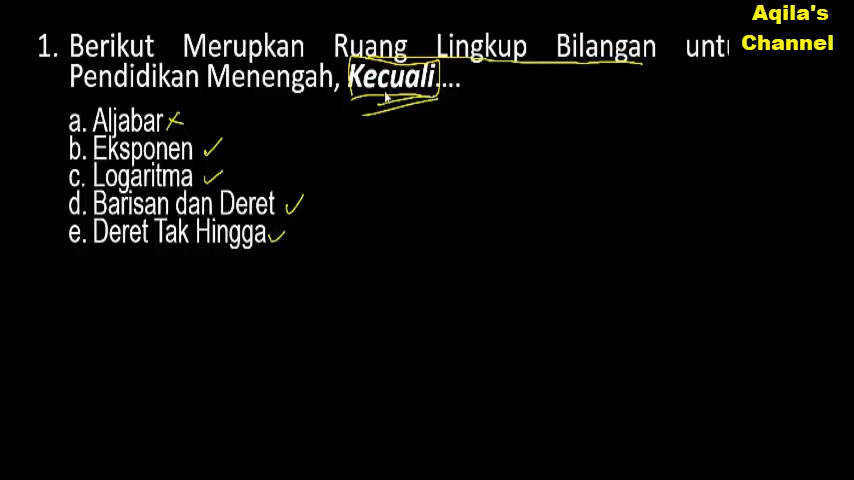 Aqila's
Channel
1. Berikut Merupkan Ruang Lingkup Bilangan
Pendidikan Menengah, Kecuali....
a. Aljabar
b. Eksponen
c. Logaritma
d. Barisan dan Deret
e. Deret Tak Hingga